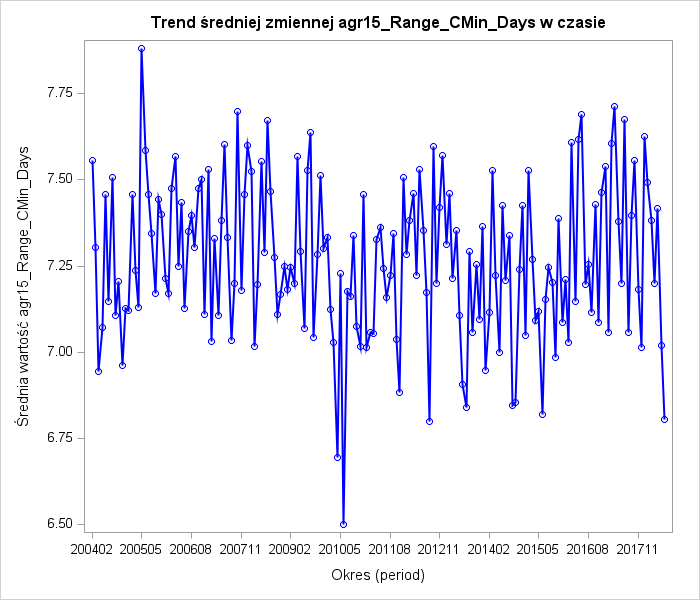 Trend średniej zmiennej agr15_Range_CMin_Days w czasie
Średnia wartość agr15_Range_CMin_Days
7.75
7.50
7.25
7.00
6.75
6.50
200402 200505 200608 200711 200902 201005 201108 201211 201402 201505 201608 201711
Okres (period)